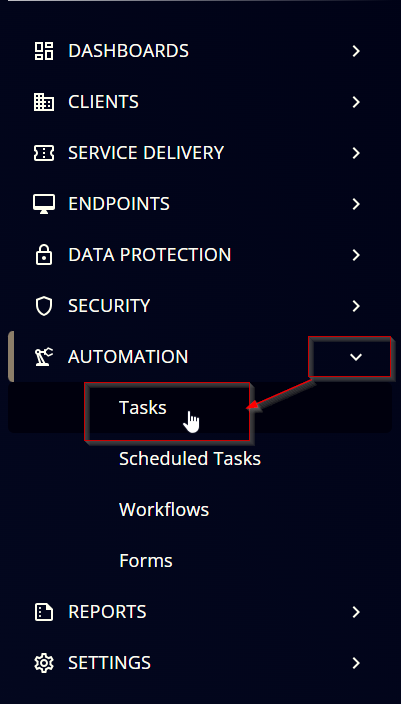 DASHBOARDS
CLIENTS
SERVICE DELIVERY
ENDPOINTS
DATA PROTECTION
SECURITY
AUTOMATION
Tasks
Scheduled Tasks
Workflows
Forms
REPORTS
SETTINGS